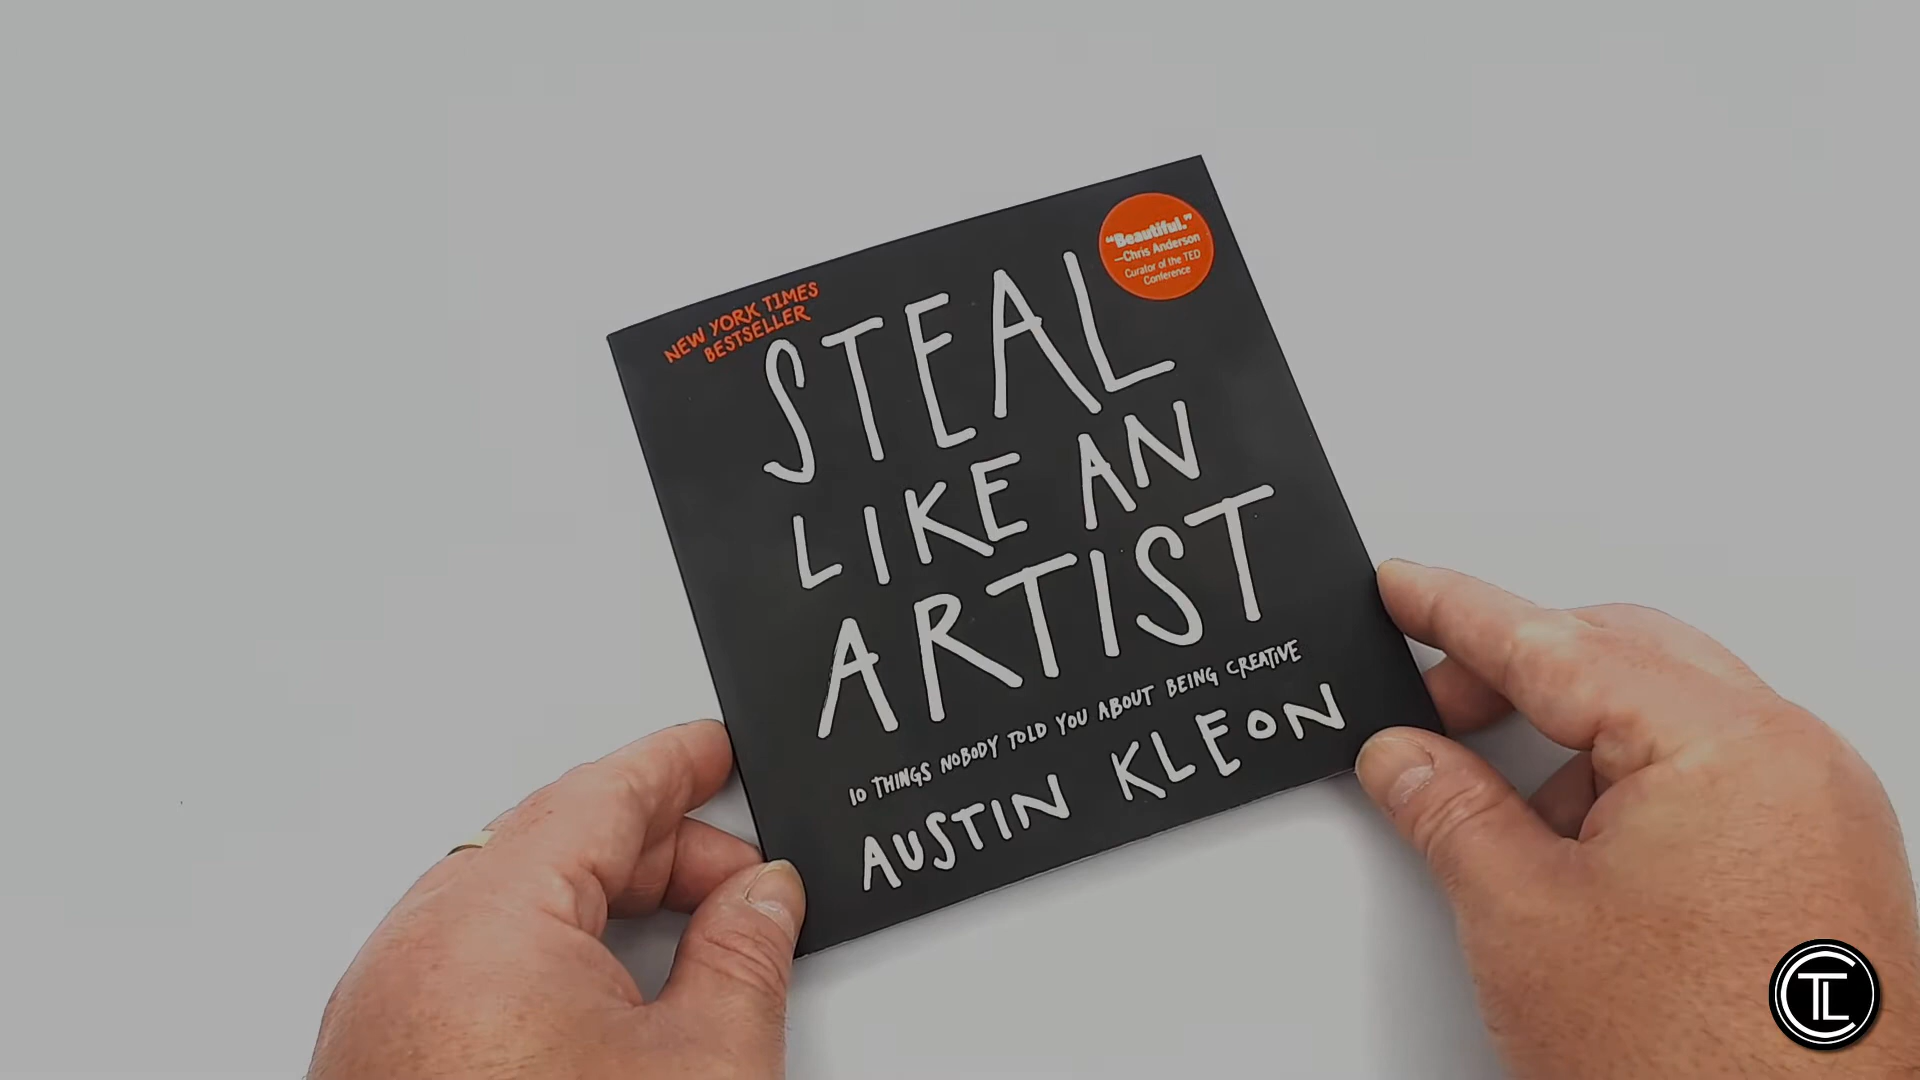 NEW YORK TIMES
BESTSELLER
"Beautiful."
—Chris Anderson
Curator of the TED
Conference
STEAL
LIKE AN
ARTIST
10 THINGS NOBODY TOLD YOU ABOUT BEING CREATIVE
AUSTIN KLEON
CTL